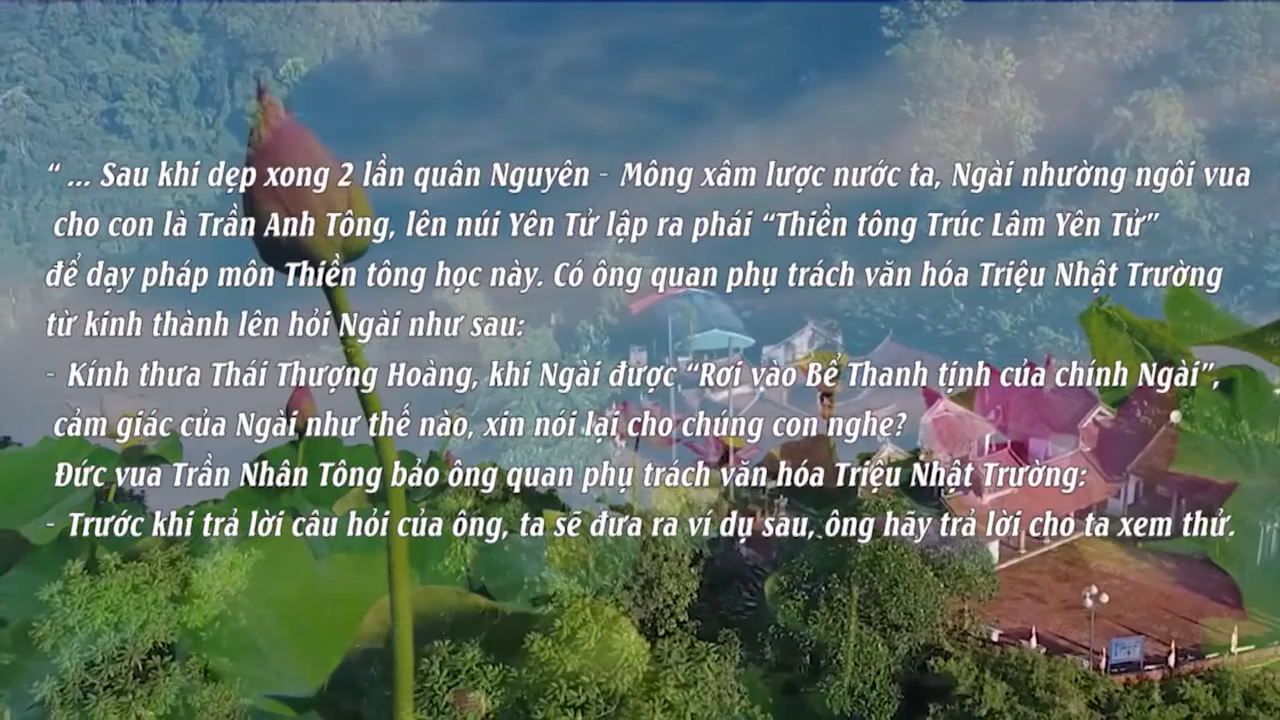 “ ... Sau khi dẹp xong 2 lần quân Nguyên - Mông xâm lược nước ta, Ngài nhường ngôi vua
cho con là Trần Anh Tông, lên núi Yên Tử lập ra phái “Thiền tông Trúc Lâm Yên Tử”
để dạy pháp môn Thiền tông học này. Có ông quan phụ trách văn hóa Triệu Nhật Trường
từ kinh thành lên hỏi Ngài như sau:
- Kính thưa Thái Thượng Hoàng, khi Ngài được “Rơi vào Bể Thanh tịnh của chính Ngài”,
cảm giác của Ngài như thế nào, xin nói lại cho chúng con nghe?
Đức vua Trần Nhân Tông bảo ông quan phụ trách văn hóa Triệu Nhật Trường:
- Trước khi trả lời câu hỏi của ông, ta sẽ đưa ra ví dụ sau, ông hãy trả lời cho ta xem thử.